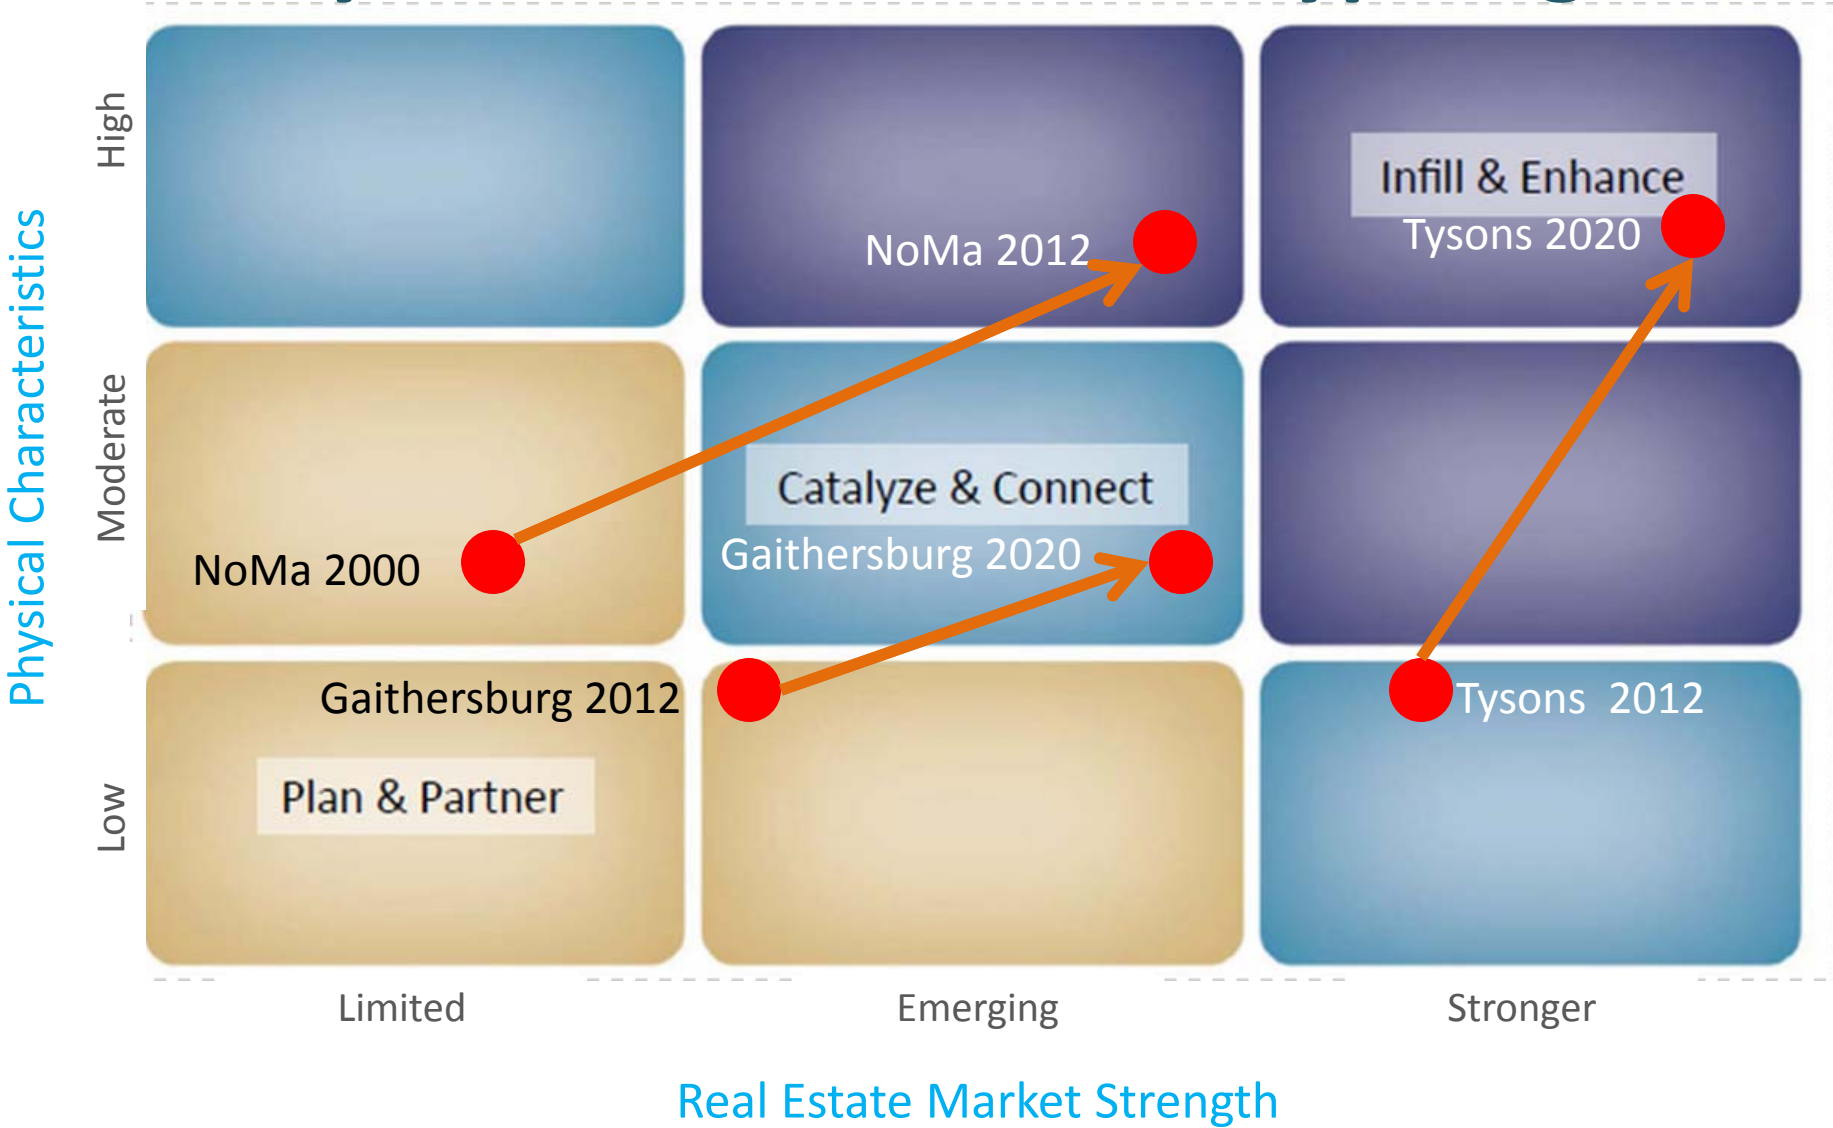 Physical Characteristics
High
Moderate
Low
Infill & Enhance
Tysons 2020
NoMa 2012
Catalyze & Connect
Gaithersburg 2020
NoMa 2000
Gaithersburg 2012
Tysons  2012
Plan & Partner
Limited
Emerging
Stronger
Real Estate Market Strength